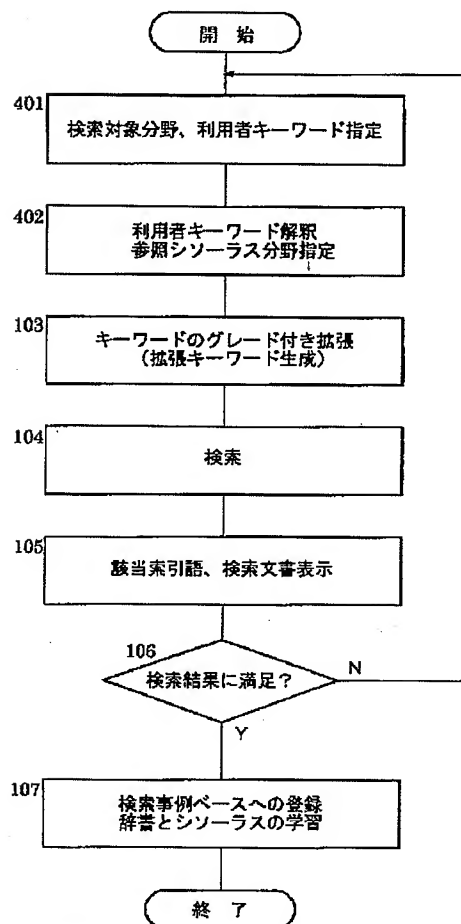 開 始
401
検索対象分野、利用者キーワード指定
402
利用者キーワード解釈
参照シソーラス分野指定
103
キーワードのグレード付き拡張
(拡張キーワード生成)
104
検索
105
該当索引語、検索文書表示
106
検索結果に満足?
N
Y
107
検索事例ベースへの登録
辞書とシソーラスの学習
終 了